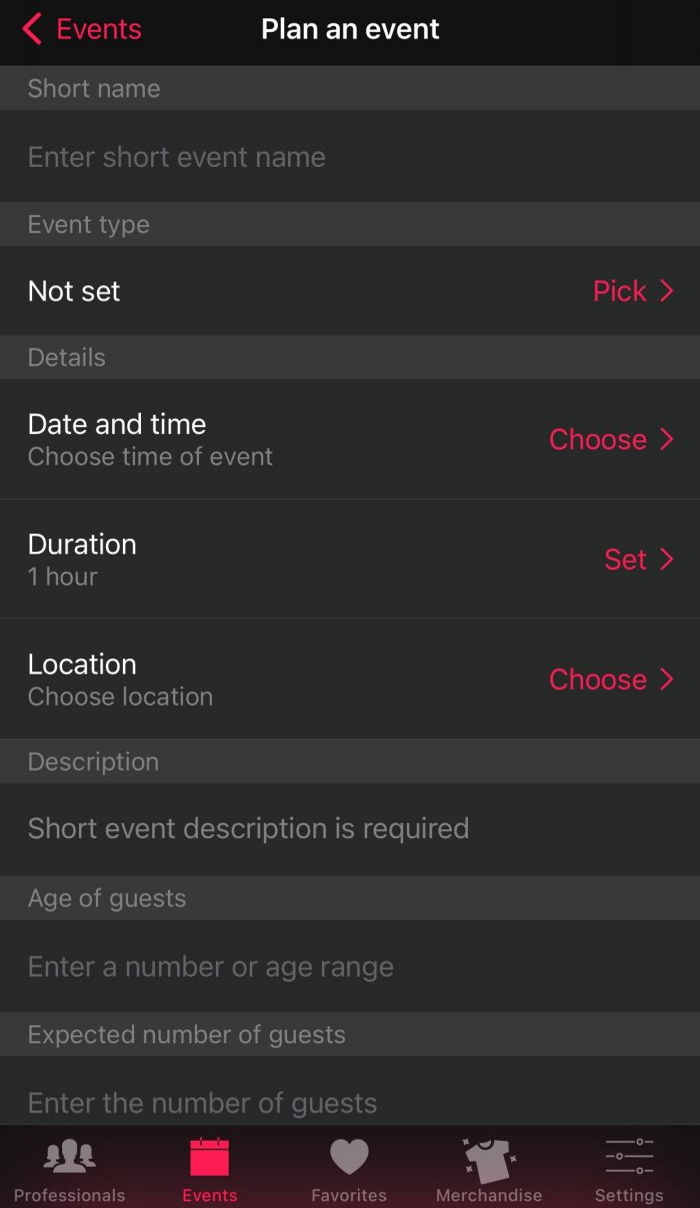 Events
Plan an event
Short name
Enter short event name
Event type
Not set
Pick
Details
Date and time
Choose time of event
Choose
Duration
1 hour
Set
Location
Choose location
Choose
Description
Short event description is required
Age of guests
Enter a number or age range
Expected number of guests
Enter the number of guests
Professionals
Events
Favorites
Merchandise
Settings